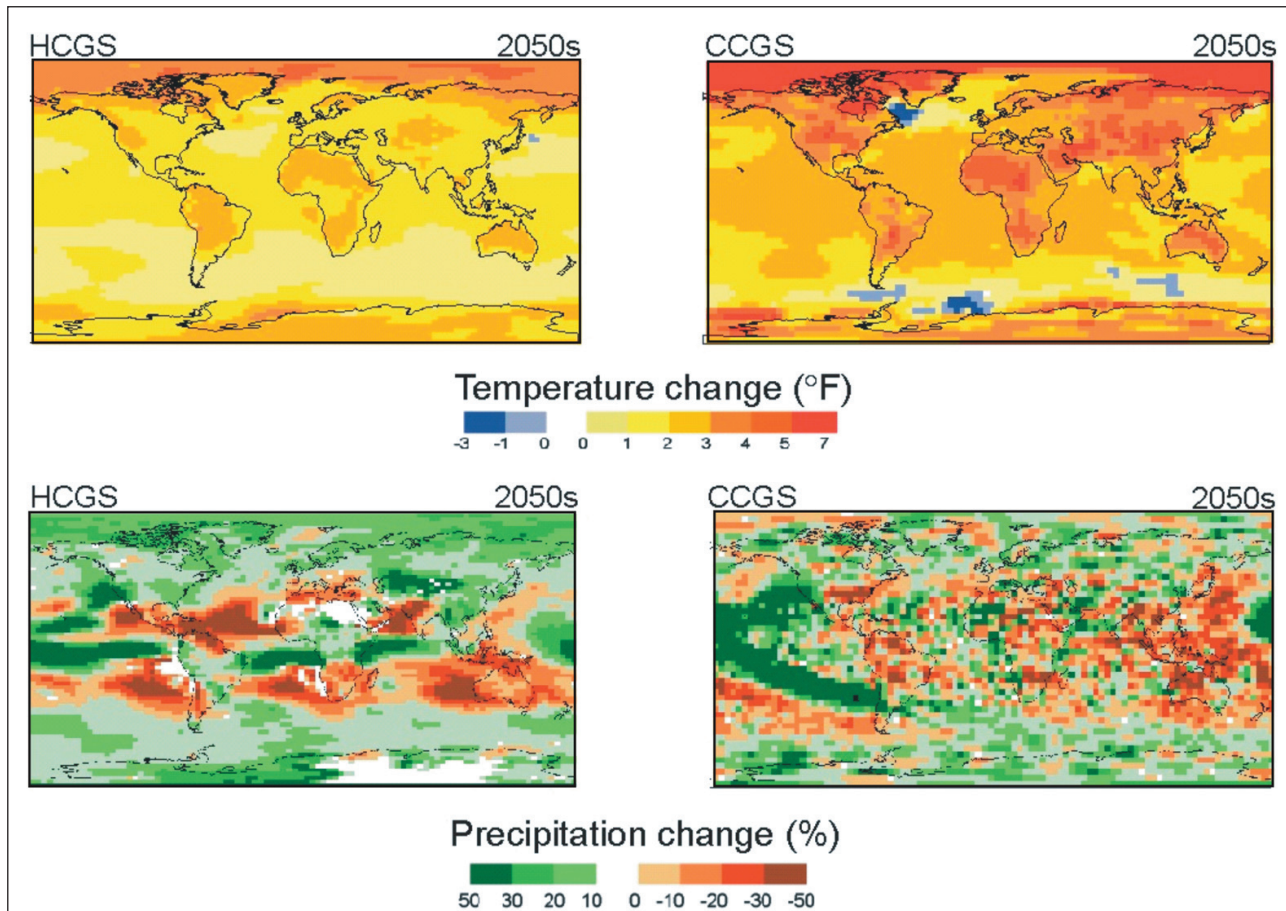 HCGS 2050s
CCGS 2050s
Temperature change (°F)
-3 -1 0 0 1 2 3 4 5 7
HCGS 2050s
CCGS 2050s
Precipitation change (%)
50 30 20 10 0 -10 -20 -30 -50